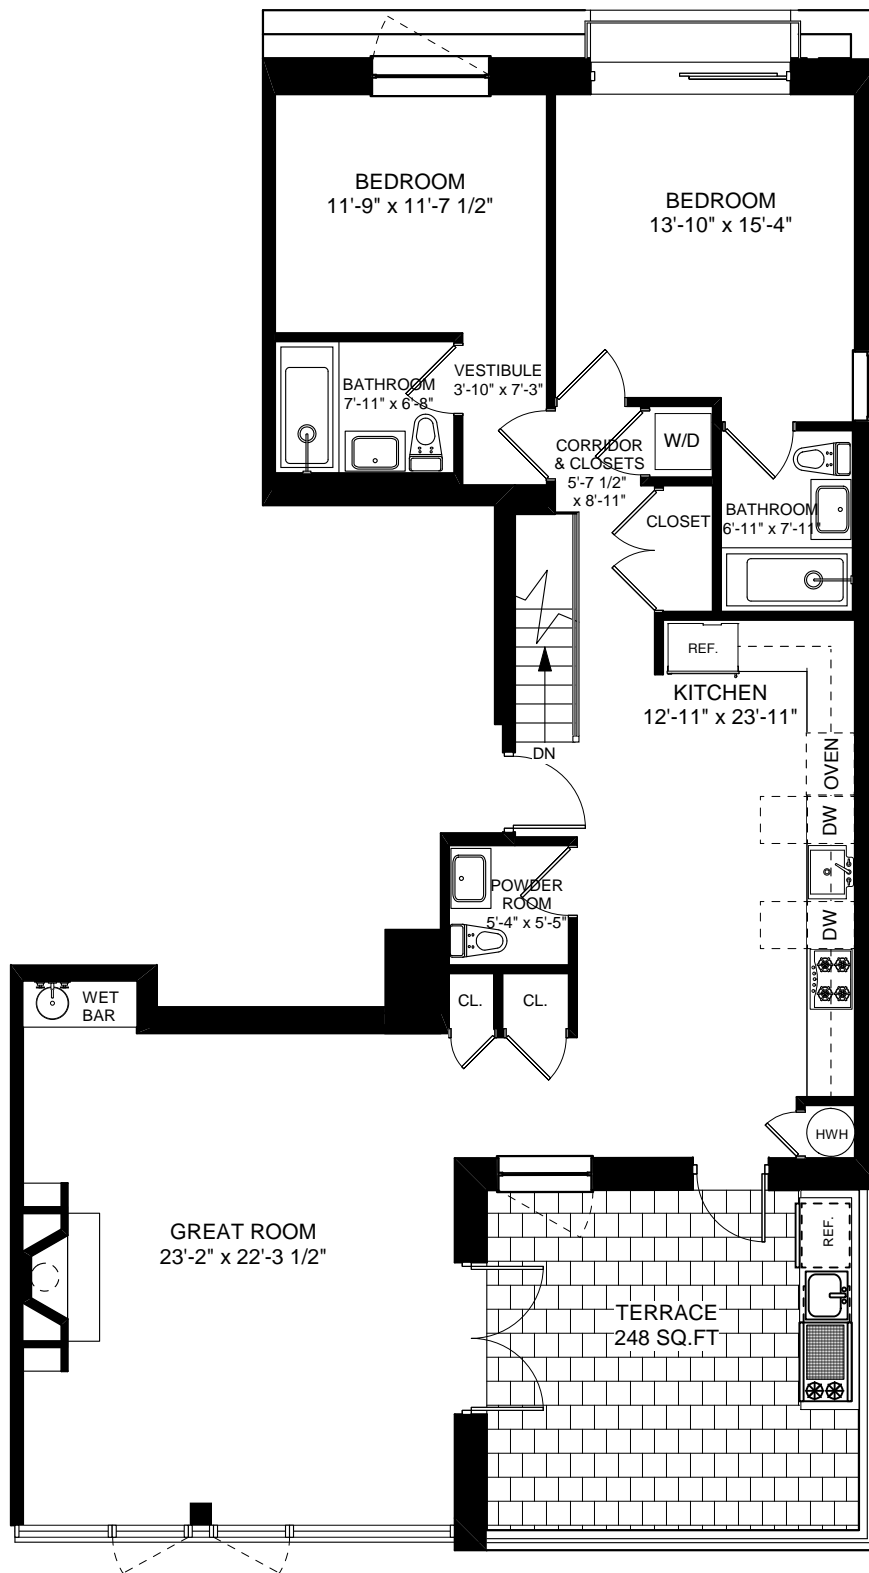 BEDROOM
11'-9" x 11'-7 1/2"
BEDROOM
13'-10" x 15'-4"
BATHROOM
7'-11" x 6'-8"
VESTIBULE
3'-10" x 7'-3"
CORRIDOR
& CLOSETS
5'-7 1/2"
x 8'-11"
W/D
CLOSET
BATHROOM
6'-11" x 7'-11"
REF.
KITCHEN
12'-11" x 23'-11"
DN
OVEN
DW
DW
POWDER
ROOM
5'-4" x 5'-5"
CL.
CL.
WET
BAR
HWH
GREAT ROOM
23'-2" x 22'-3 1/2"
REF.
TERRACE
248 SQ.FT